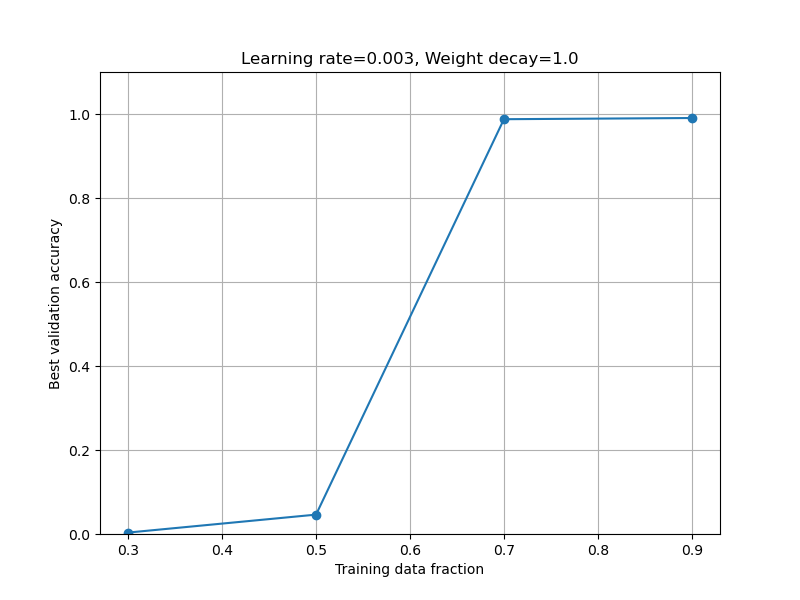 Learning rate=0.003, Weight decay=1.0
1.0
0.8
0.6
0.4
0.2
0.0
Best validation accuracy
0.3 0.4 0.5 0.6 0.7 0.8 0.9
Training data fraction